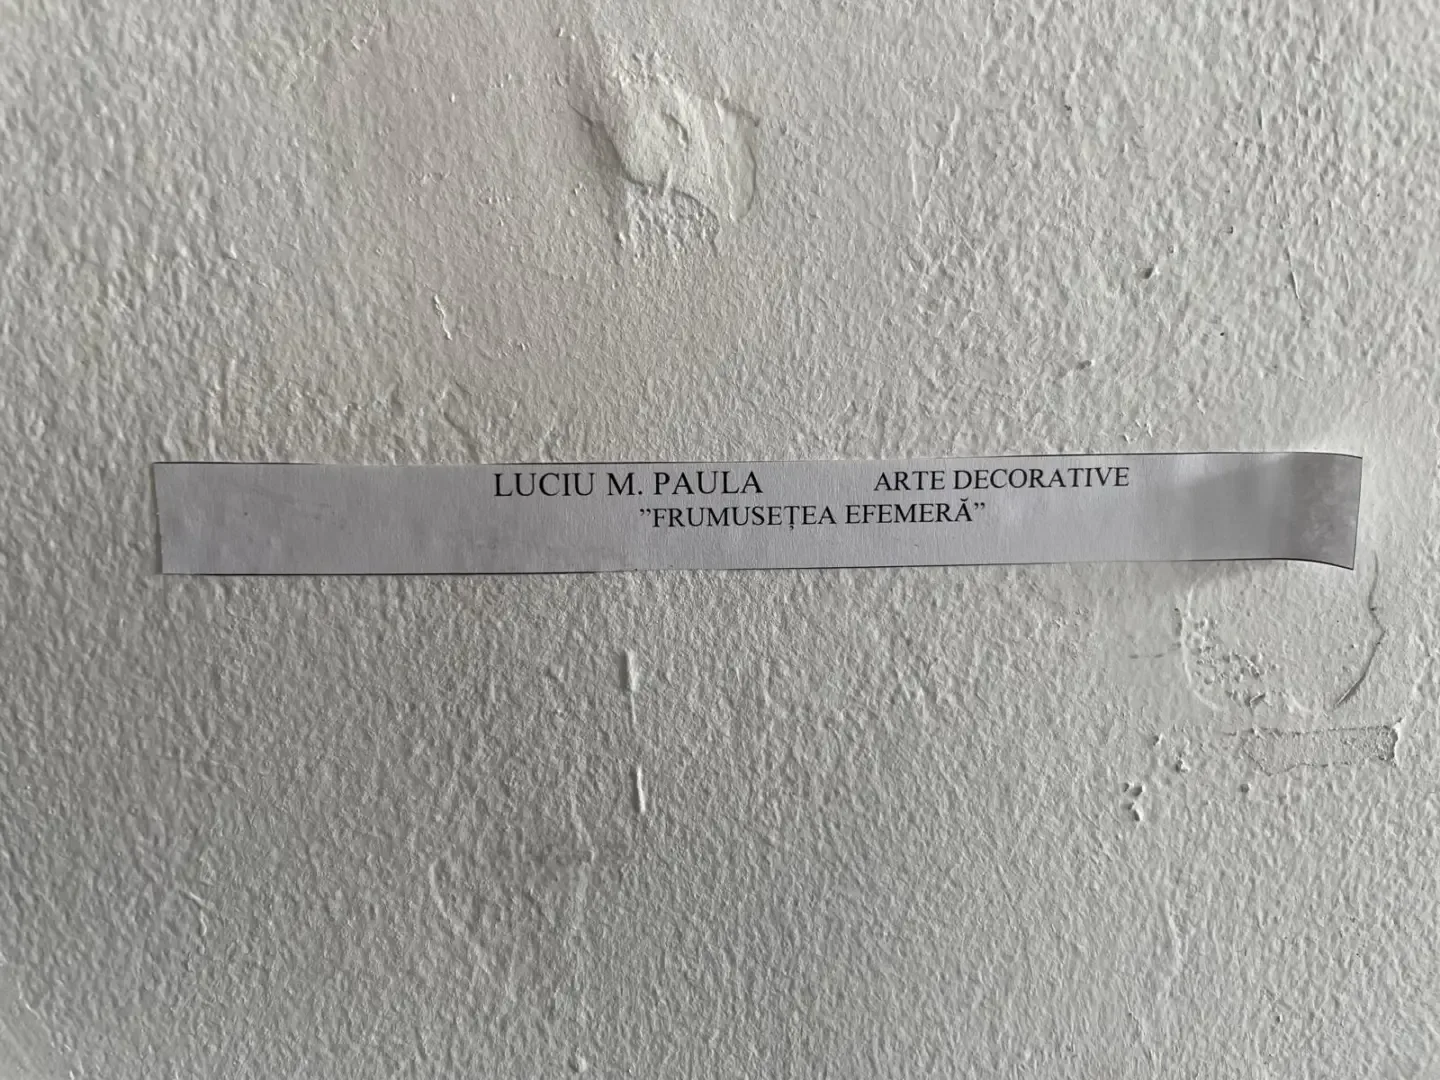 LUCIU M. PAULA ARTE DECORATIVE
”FRUMUSEȚEA EFEMERĂ”